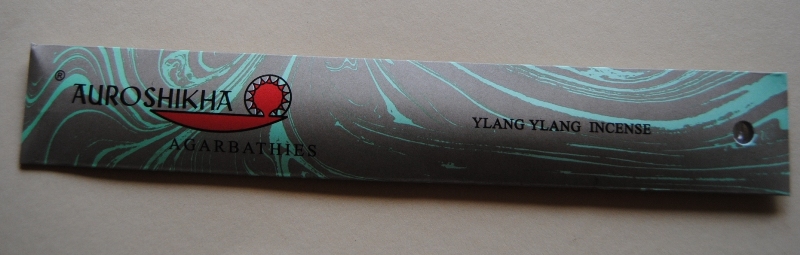 ® AUROSHIKHA
AGARBATHIES
YLANG YLANG INCENSE